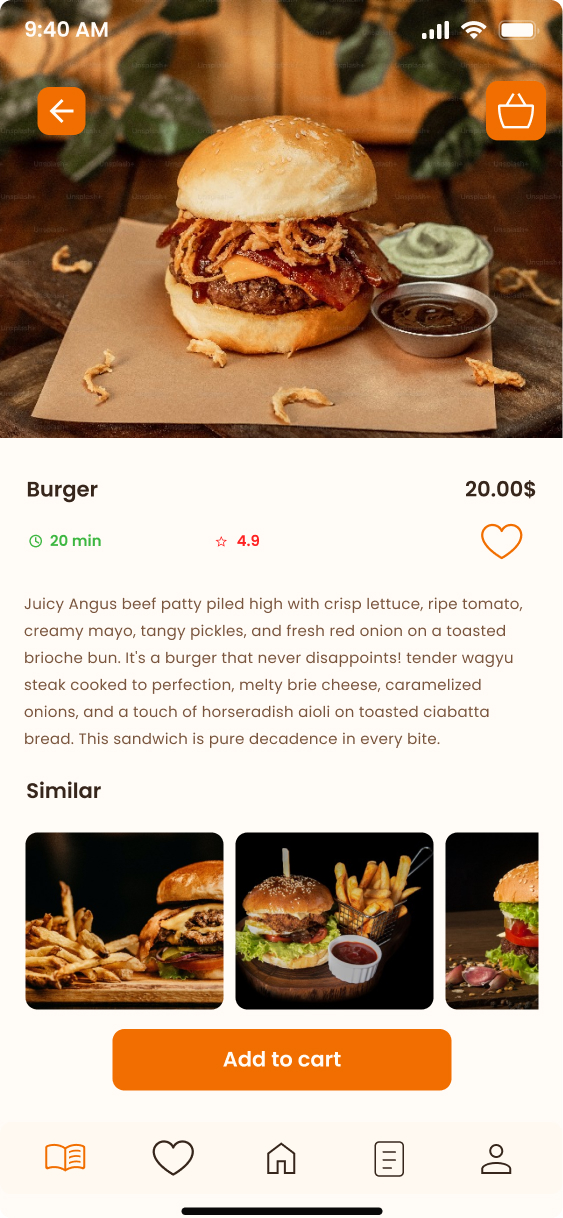 9:40 AM
Burger
20.00$
20 min
4.9
Juicy Angus beef patty piled high with crisp lettuce, ripe tomato,
creamy mayo, tangy pickles, and fresh red onion on a toasted
brioche bun. It's a burger that never disappoints! tender wagyu
steak cooked to perfection, melty brie cheese, caramelized
onions, and a touch of horseradish aioli on toasted ciabatta
bread. This sandwich is pure decadence in every bite.
Similar
Add to cart